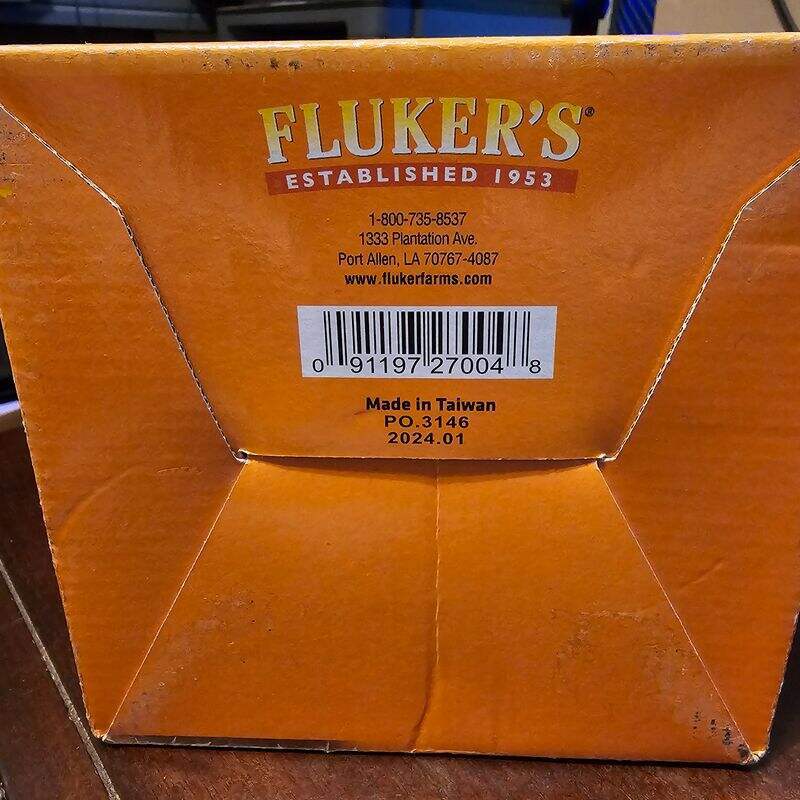 FLUKER'S®
ESTABLISHED 1953
1-800-735-8537
1333 Plantation Ave.
Port Allen, LA 70767-4087
www.flukerfarms.com
0 91197 27004 8
Made in Taiwan
PO.3146
2024.01